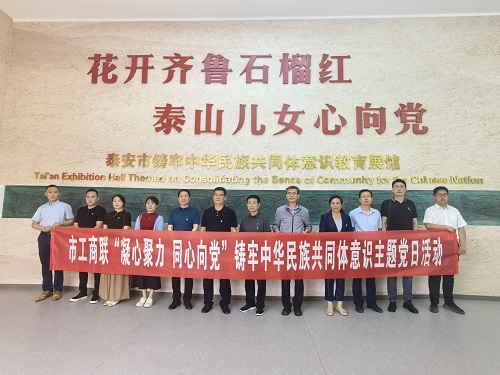 花开齐鲁石榴红
泰山儿女心向党
泰安市铸牢中华民族共同体意识教育展馆
Tai'an Exhibition Hall Themed on Consolidating the Sense of Community for the Chinese Nation
市工商联“凝心聚力 同心向党”铸牢中华民族共同体意识主题党日活动